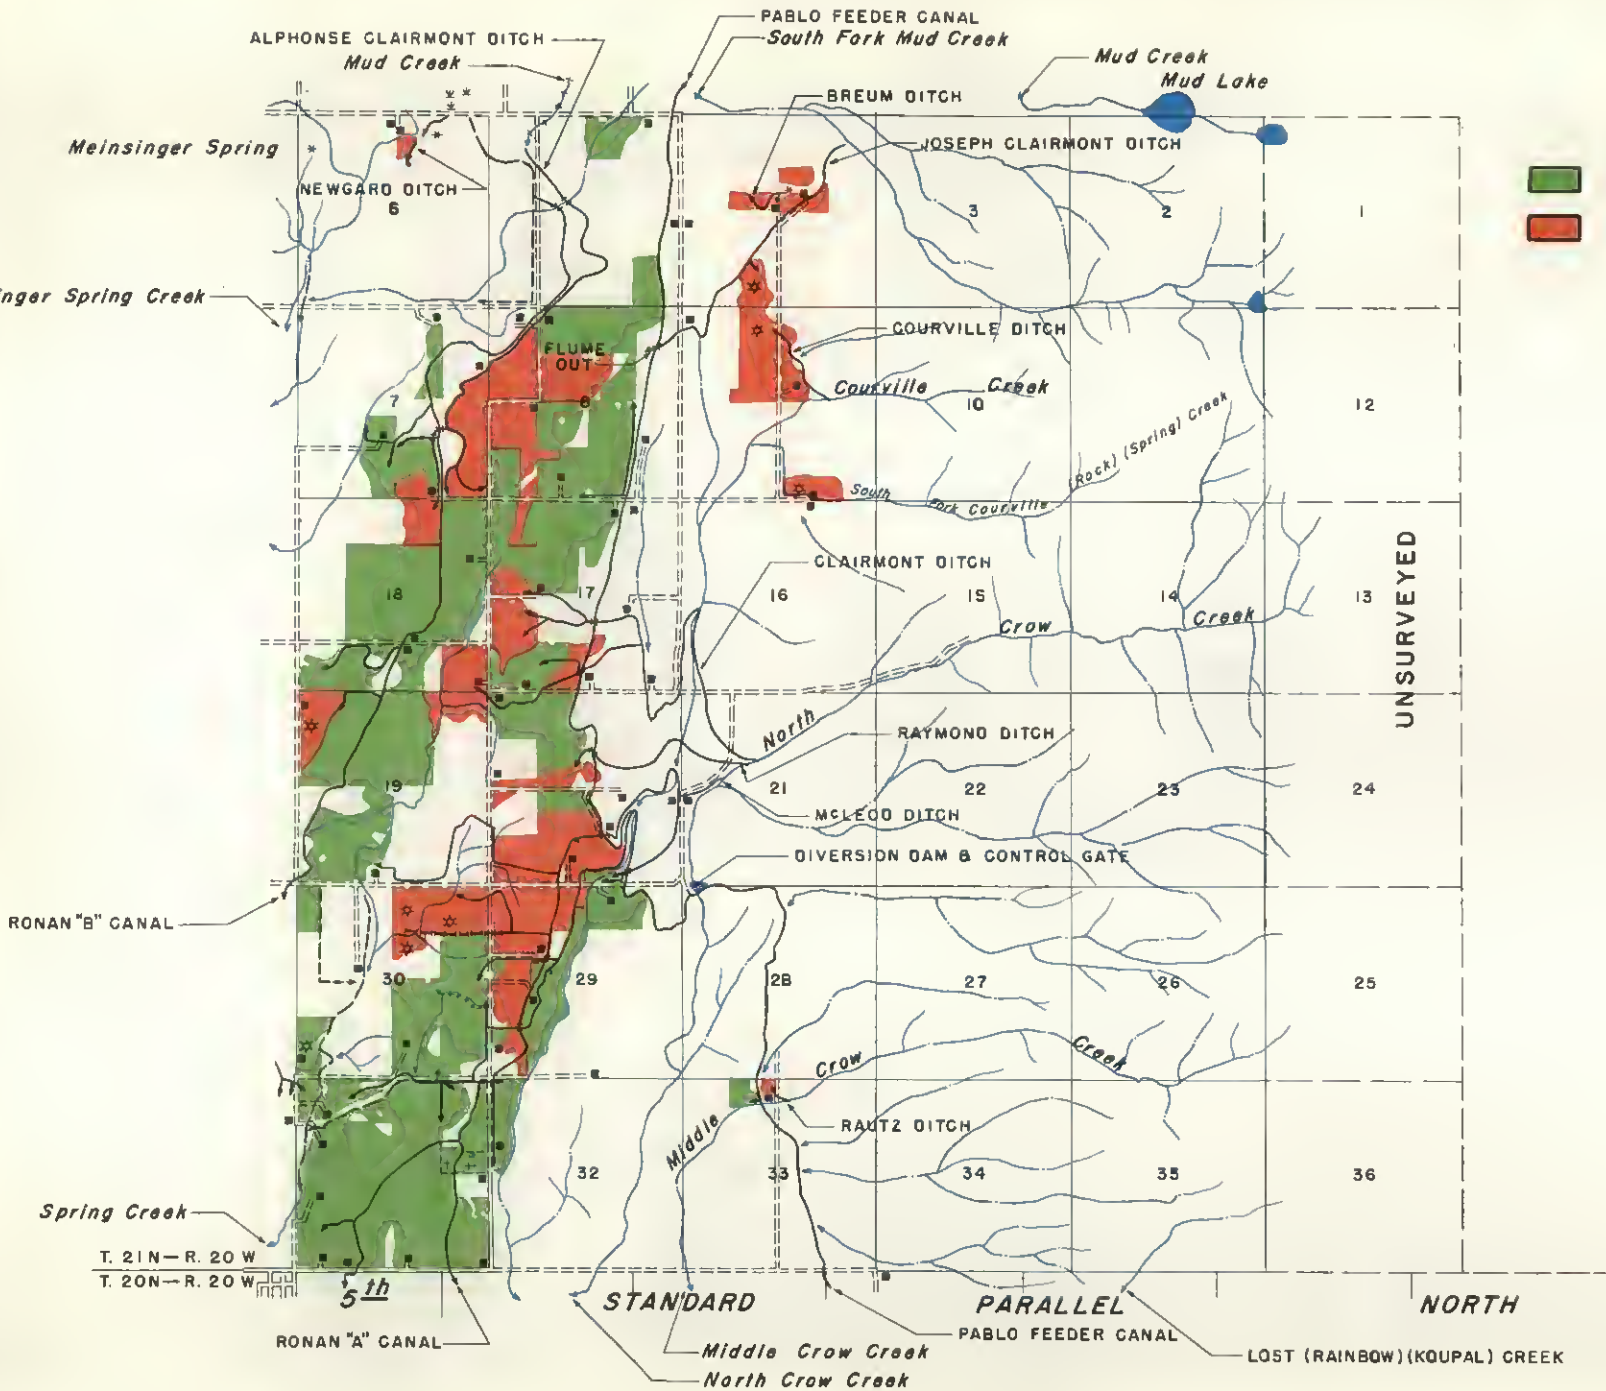 PABLO FEEDER CANAL
ALPHONSE CLAIRMONT DITCH
South Fork Mud Creek
Mud Creek
Mud Creek
Mud Lake
BREUM DITCH
Meinsinger Spring
JOSEPH CLAIRMONT DITCH
NEWGARD DITCH
6
3
2
1
nger Spring Creek
COURVILLE DITCH
FLUME
OUT
Courville Creek
7
8
10
12
(Rock) (Spring) Creek
South Fork Courville
UNSURVEYED
CLAIRMONT DITCH
18
17
16
15
14
13
Crow Creek
North
RAYMOND DITCH
19
21
22
23
24
McLEOD DITCH
DIVERSION DAM & CONTROL GATE
RONAN "B" CANAL
30
29
28
27
26
25
Crow Creek
Middle
RAUTZ DITCH
32
33
34
35
36
Spring Creek
T. 21N–R. 20 W
T. 20N–R. 20 W
5th STANDARD PARALLEL NORTH
RONAN "A" CANAL
PABLO FEEDER CANAL
Middle Crow Creek
LOST (RAINBOW)(KOUPAL) CREEK
North Crow Creek